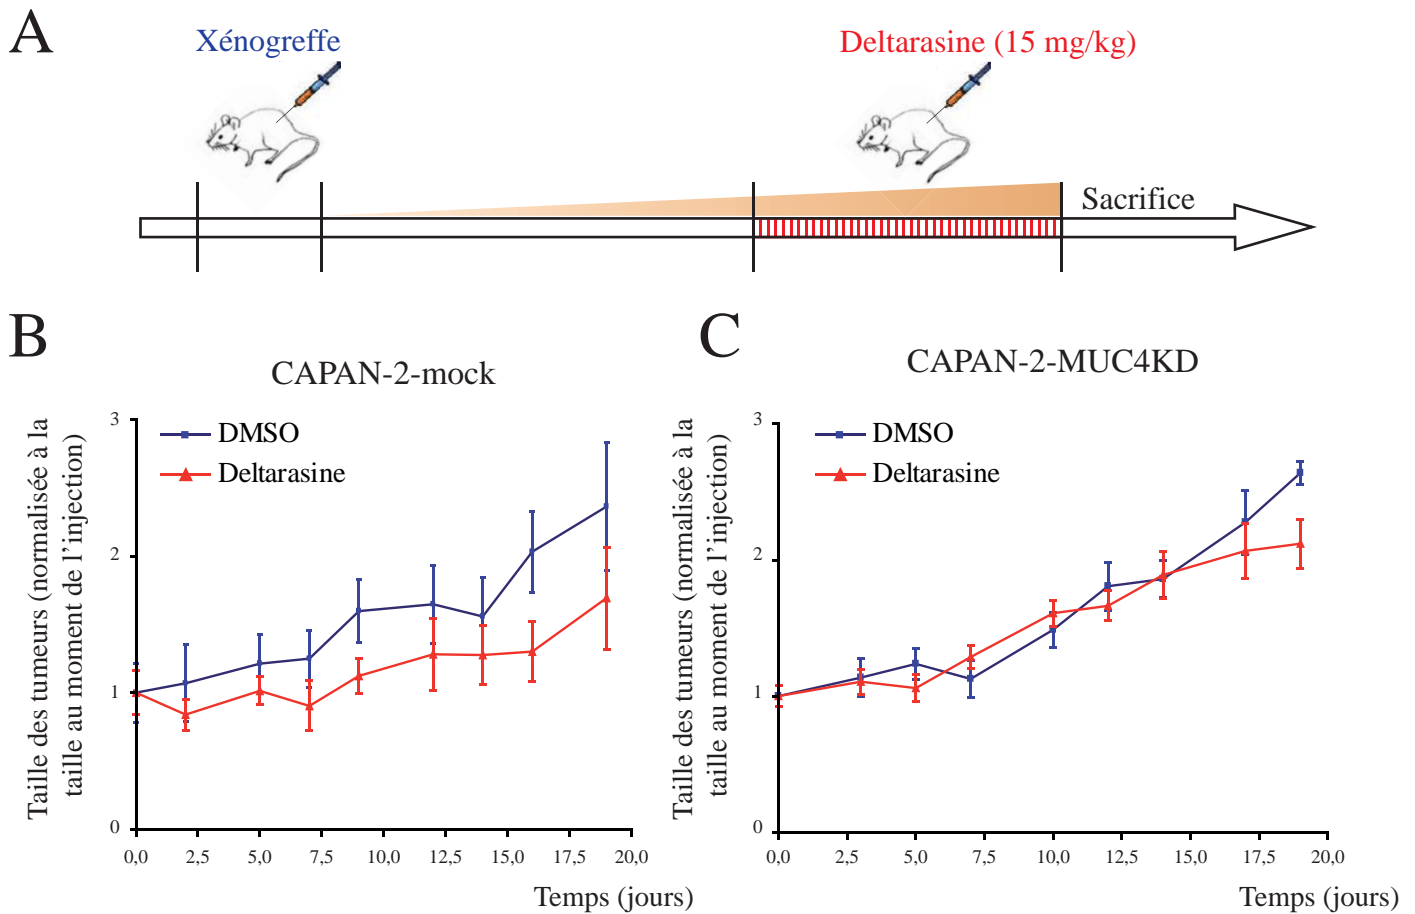 A
Xénogreffe
Deltarasine (15 mg/kg)
Sacrifice
B
CAPAN-2-mock
Taille des tuneurs (normalisée à la
taille au moment de l'injection)
DMSO
Deltarasine
3
2
1
0
0,0 2,5 5,0 7,5 10,0 12,5 15,0 17,5 20,0
Temps (jours)
C
CAPAN-2-MUC4KD
Taille des tuneurs (normalisée à la
taille au moment de l'injection)
DMSO
Deltarasine
3
2
1
0
0,0 2,5 5,0 7,5 10,0 12,5 15,0 17,5 20,0
Temps (jours)